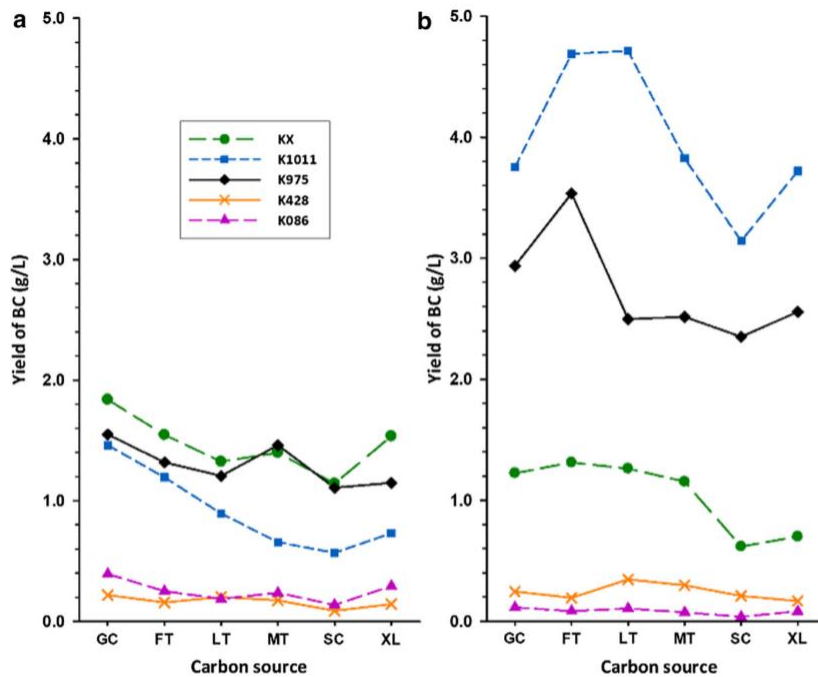 a
5.0
4.0
3.0
2.0
1.0
0.0
Yield of BC (g/L)
KX
K1011
K975
K428
K086
GC FT LT MT SC XL
Carbon source
b
5.0
4.0
3.0
2.0
1.0
0.0
Yield of BC (g/L)
GC FT LT MT SC XL
Carbon source